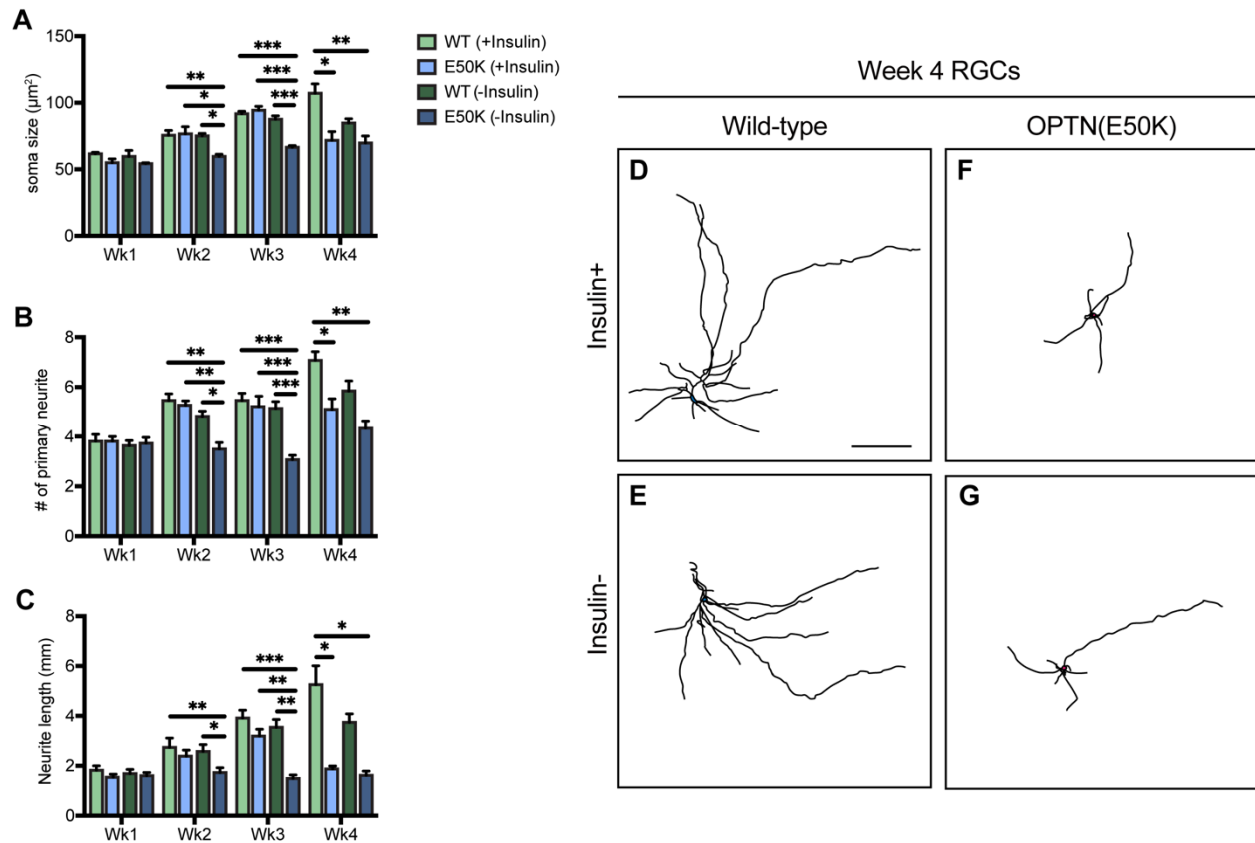 A
soma size (µm²)
150
100
50
0
** * *
*** *** ***
** *
Wk1 Wk2 Wk3 Wk4
WT (+Insulin)
E50K (+Insulin)
WT(-Insulin)
E50K (-Insulin)
B
# of primary neurite
8
6
4
2
0
** ** *
*** *** ***
** *
Wk1 Wk2 Wk3 Wk4
C
Neurite length (mm)
8
6
4
2
0
** *
*** ** **
* *
Wk1 Wk2 Wk3 Wk4
Week 4 RGCs
Wild-type OPTN(E50K)
Insulin+
D F
Insulin-
E G